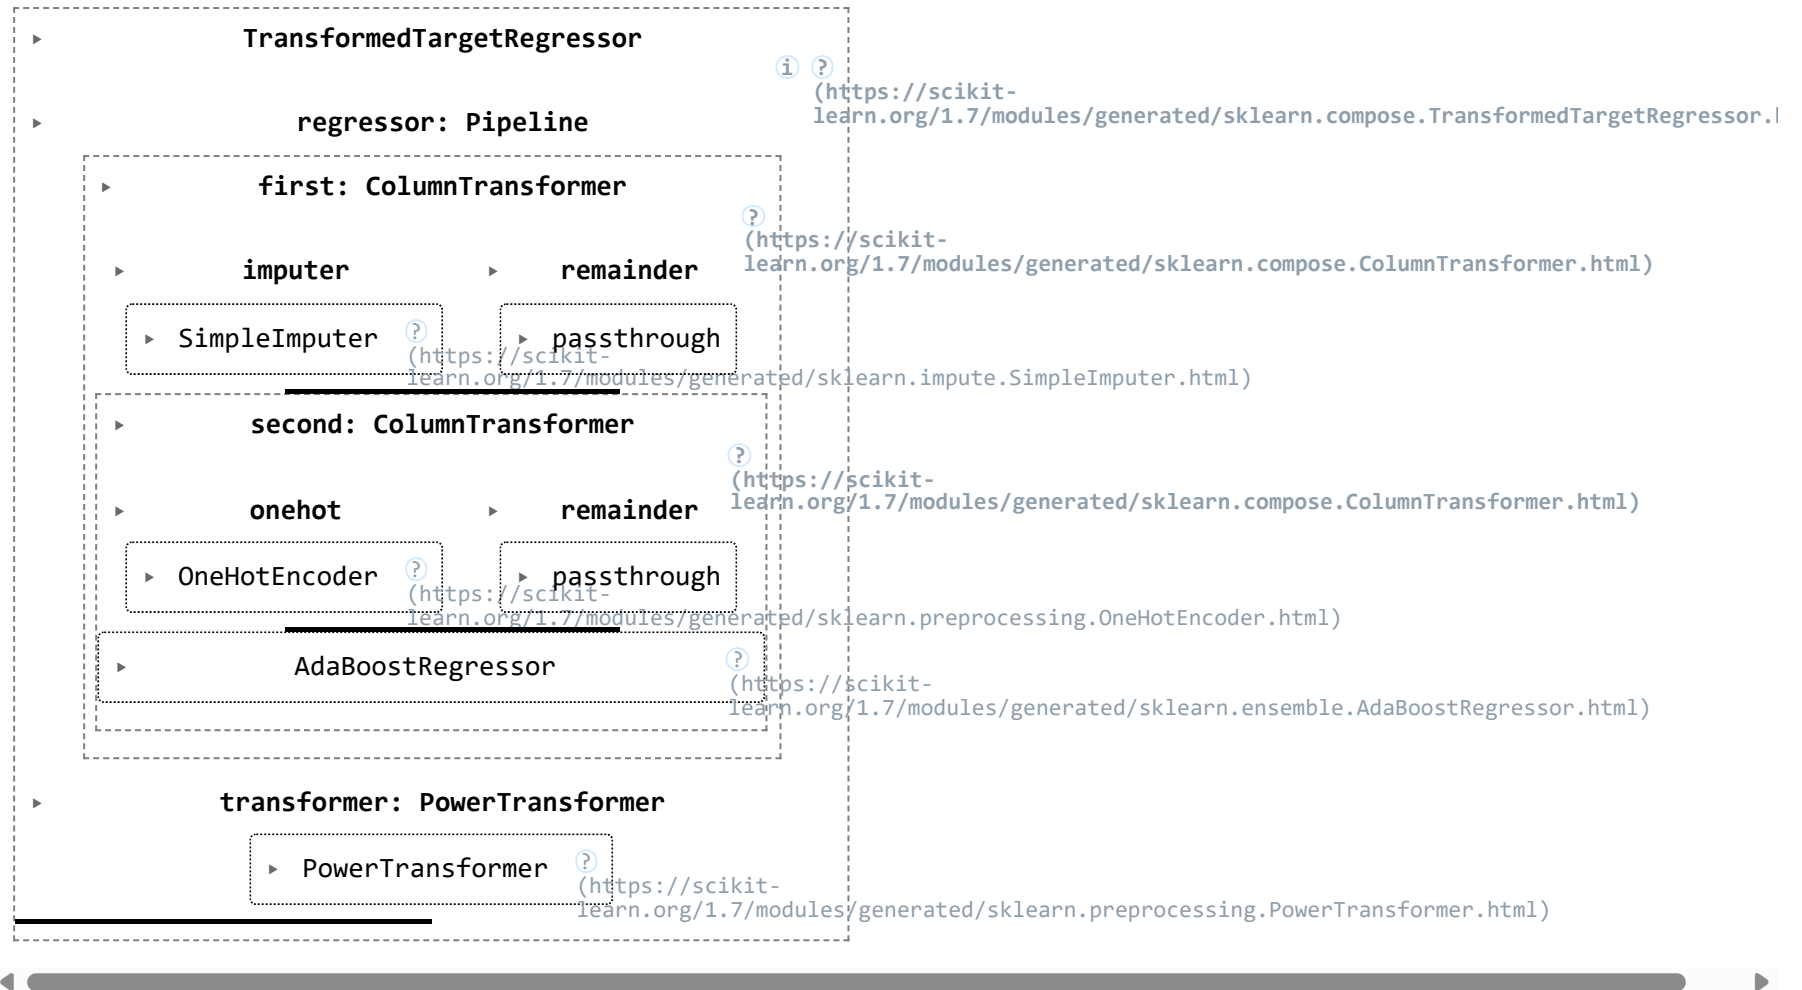 TransformedTargetRegressor
i ?
(https://scikit-
learn.org/1.7/modules/generated/sklearn.compose.TransformedTargetRegressor.
regressor: Pipeline
first: ColumnTransformer
?
(https://scikit-
learn.org/1.7/modules/generated/sklearn.compose.ColumnTransformer.html)
imputer remainder
SimpleImputer ? passthrough
(https://scikit-
learn.org/1.7/modules/generated/sklearn.impute.SimpleImputer.html)
second: ColumnTransformer
?
(https://scikit-
learn.org/1.7/modules/generated/sklearn.compose.ColumnTransformer.html)
onehot remainder
OneHotEncoder ? passthrough
(https://scikit-
learn.org/1.7/modules/generated/sklearn.preprocessing.OneHotEncoder.html)
AdaBoostRegressor ?
(https://scikit-
learn.org/1.7/modules/generated/sklearn.ensemble.AdaBoostRegressor.html)
transformer: PowerTransformer
PowerTransformer ?
(https://scikit-
learn.org/1.7/modules/generated/sklearn.preprocessing.PowerTransformer.html)